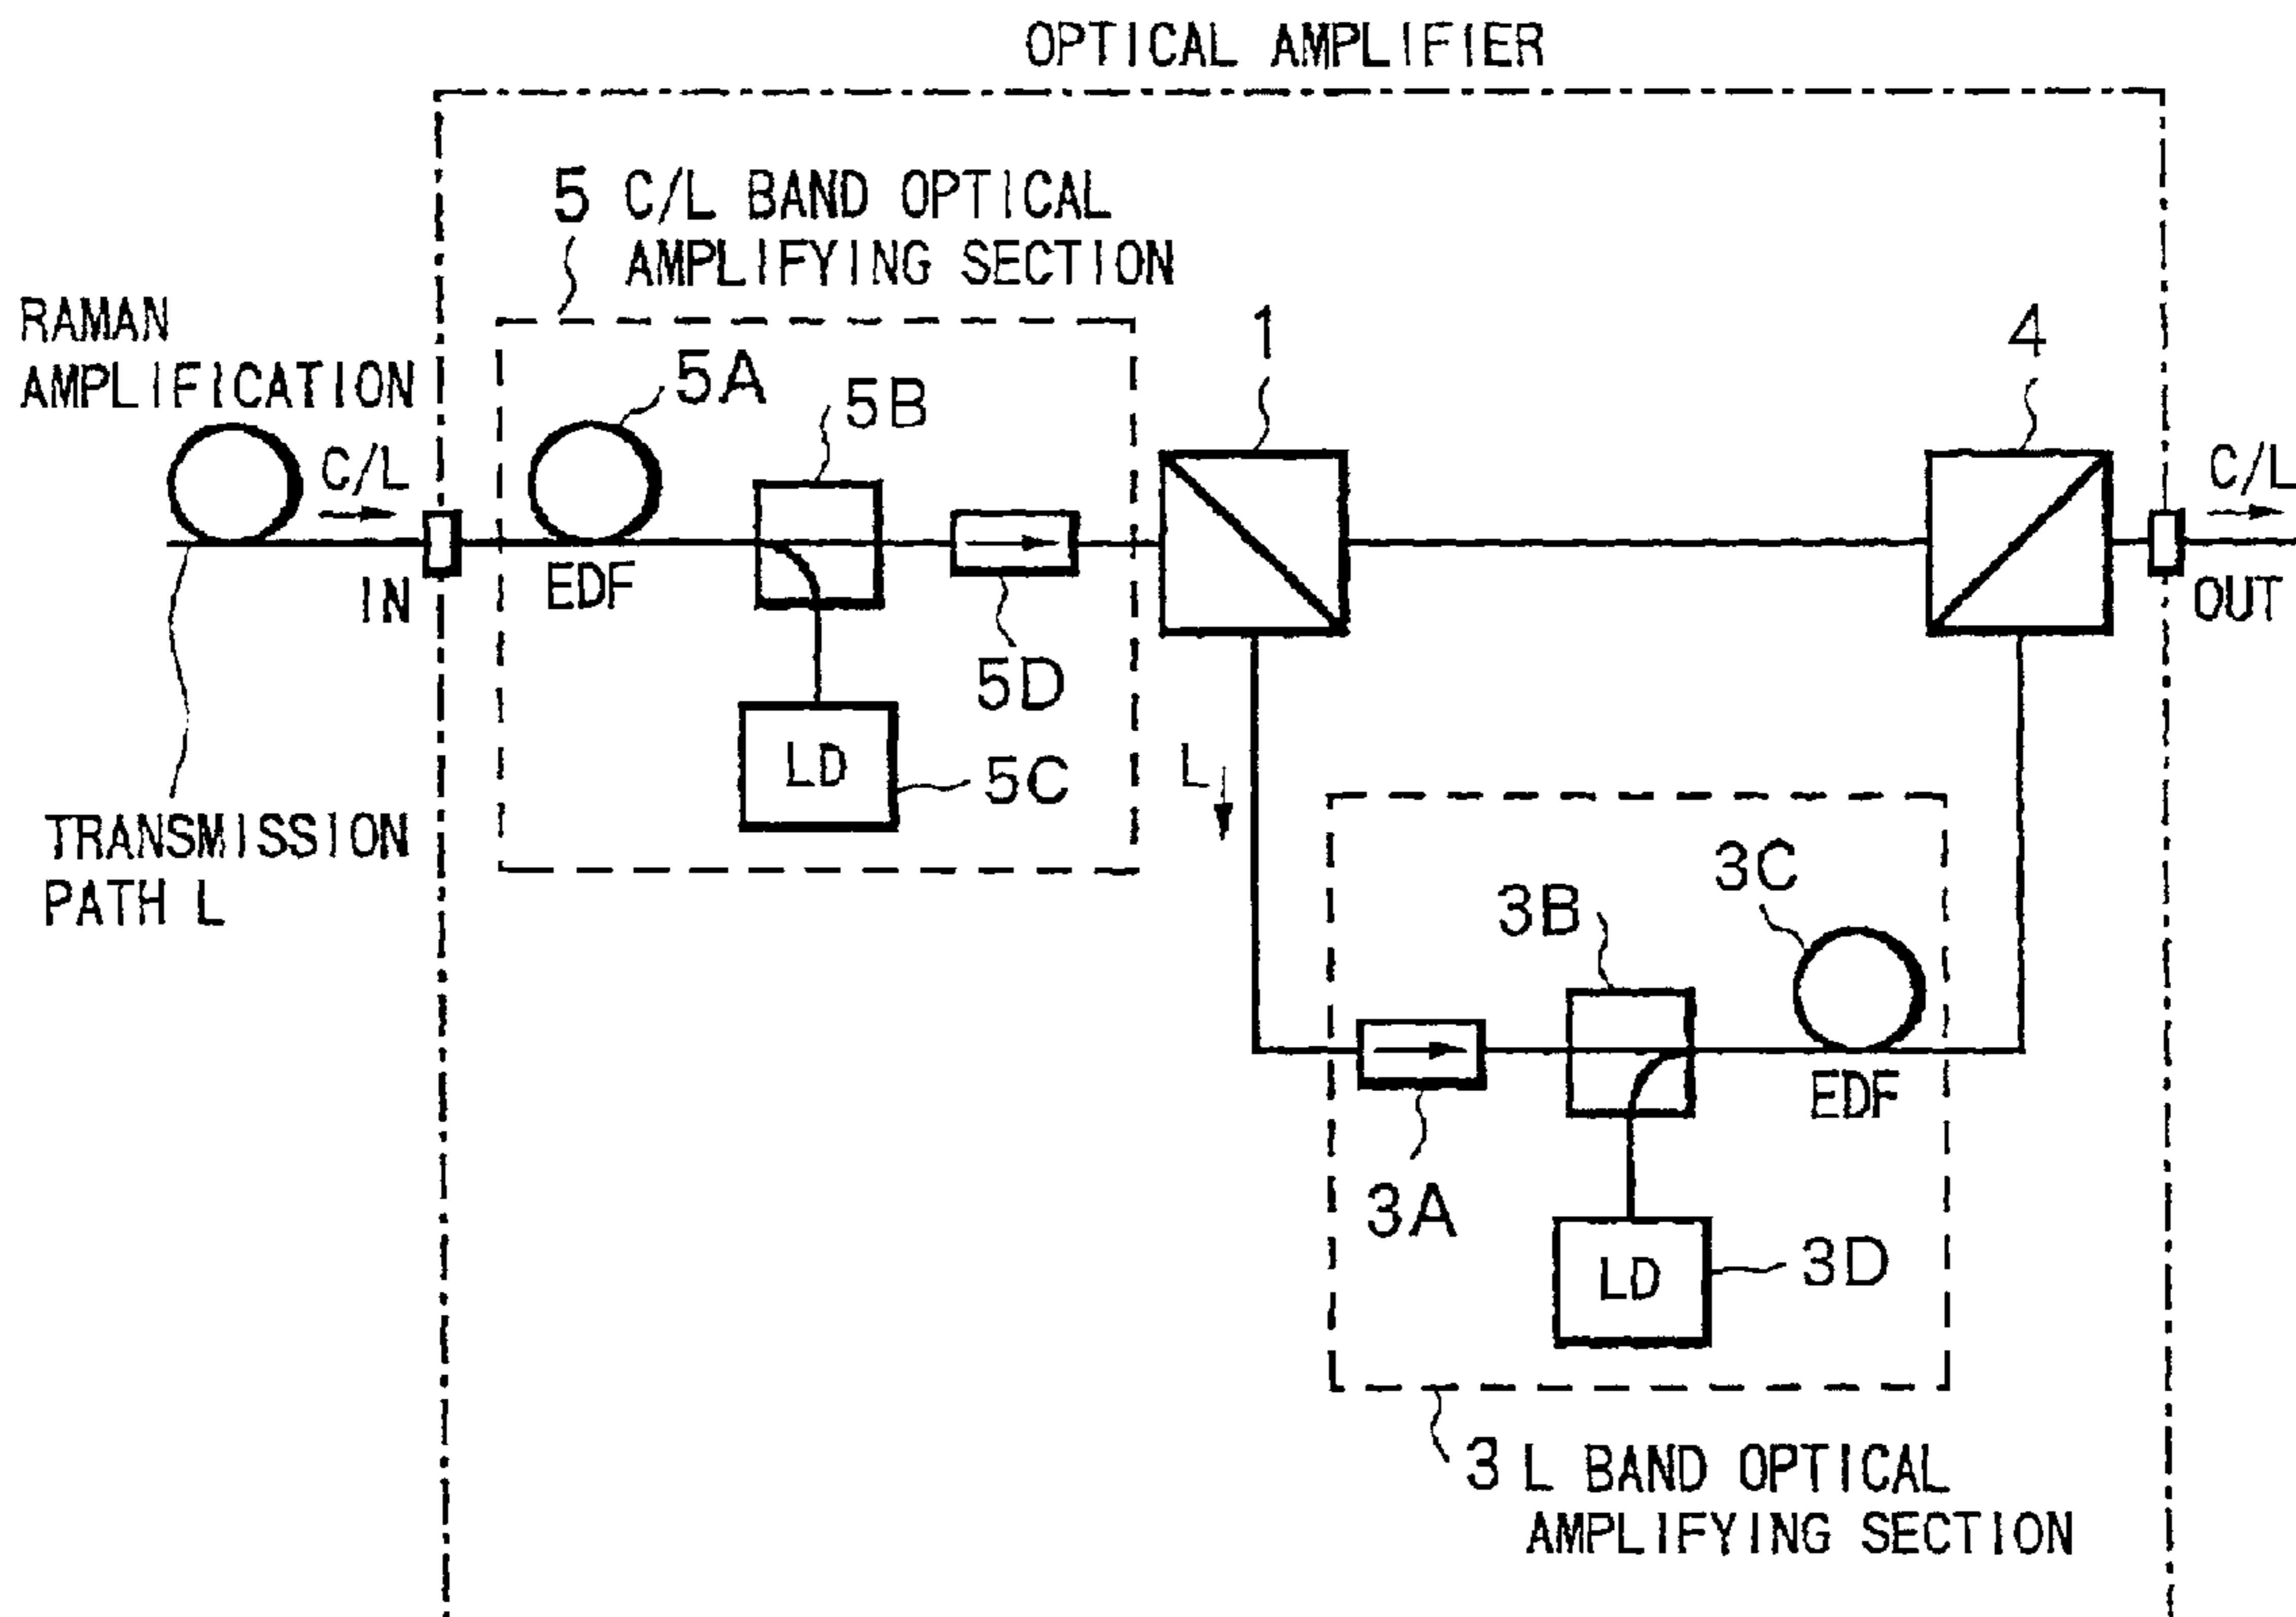 OPTICAL AMPLIFIER
5 C/L BAND OPTICAL
AMPLIFYING SECTION
RAMAN
AMPLIFICATION
C/L
IN
5A
EDF
5B
5D
LD
5C
1
4
C/L
OUT
TRANSMISSION
PATH L
L
3C
3B
3A
EDF
LD
3D
3 L BAND OPTICAL
AMPLIFYING SECTION